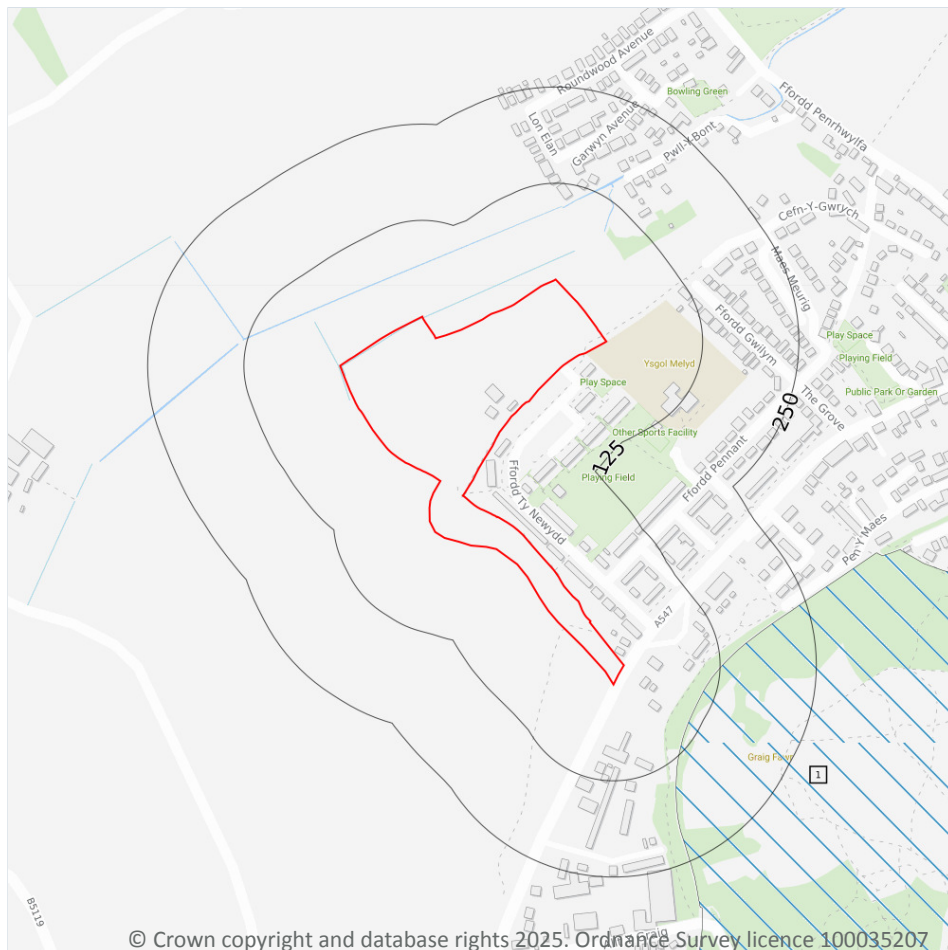 Roundwood Avenue
Bowling Green
Ffordd Penrhwylfa
Lon Elan
Garwyn Avenue
Pwll-Y-Bont
Cefn-Y-Gwrych
Maes Meurig
Ffordd Gwilym
Play Space
Playing Field
Ysgol Melyd
Play Space
The Grove
Public Park Or Garden
250
Other Sports Facility
125
Playing Field
Ffordd Pennant
Ffordd Ty Newydd
Pen Y Maes
A547
Graig Fawr
1
B5119
© Crown copyright and database rights 2025. Ordnance Survey licence 100035207